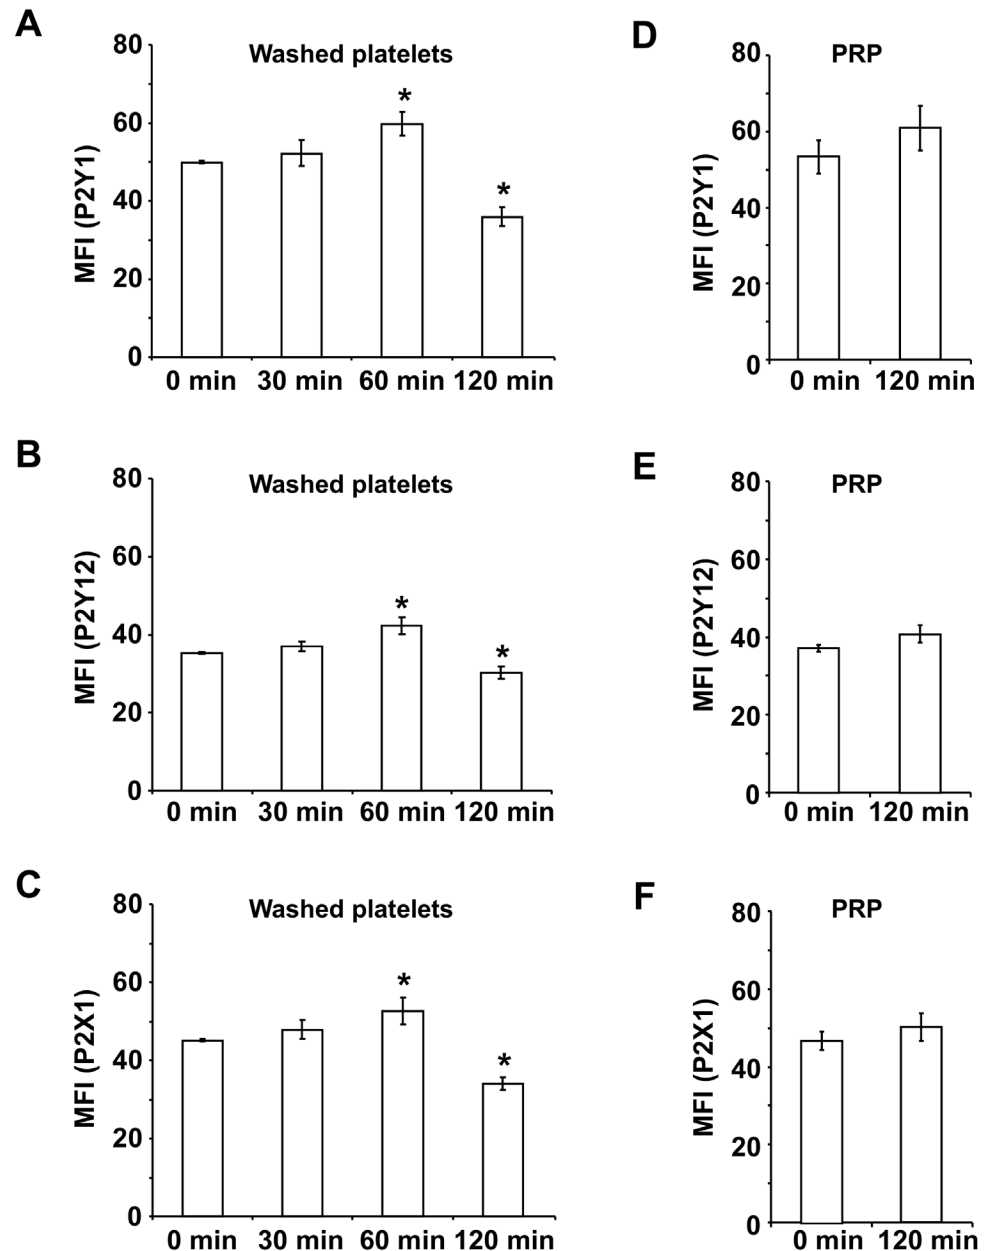 A
Washed platelets
MFI (P2Y1)
80
60
40
20
0
*
*
0 min 30 min 60 min 120 min
D
PRP
MFI (P2Y1)
80
60
40
20
0
0 min 120 min
B
Washed platelets
MFI (P2Y12)
80
60
40
20
0
*
*
0 min 30 min 60 min 120 min
E
PRP
MFI (P2Y12)
80
60
40
20
0
0 min 120 min
C
Washed platelets
MFI (P2X1)
80
60
40
20
0
*
*
0 min 30 min 60 min 120 min
F
PRP
MFI (P2X1)
80
60
40
20
0
0 min 120 min